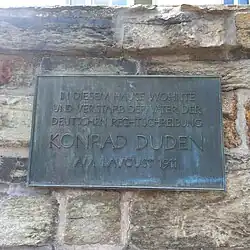 IN DIESEM HAUSE WOHNTE
UND VERSTARB DER VATER DER
DEUTSCHEN RECHTSCHREIBUNG
KONRAD DUDEN
AM 1. AUGUST 1911